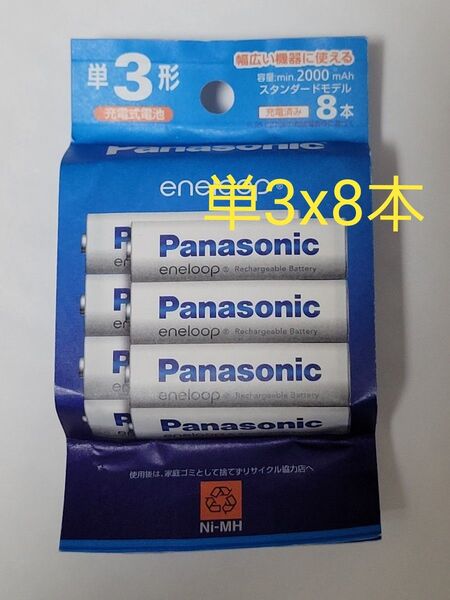 幅広い機器に使える
単3形
容量:min.2000 mAh
スタンダードモデル
充電式電池
充電済み 8本
Panasonic
eneloop
単3x8本
P Panasonic
eneloop® Rechargeable Battery
P Panasonic
eneloop® Rechargeable Battery
P Panasonic
eneloop® Rechargeable Battery
Panasonic
使用後は、家庭ゴミとして捨てずリサイクル協力店へ
Ni-MH